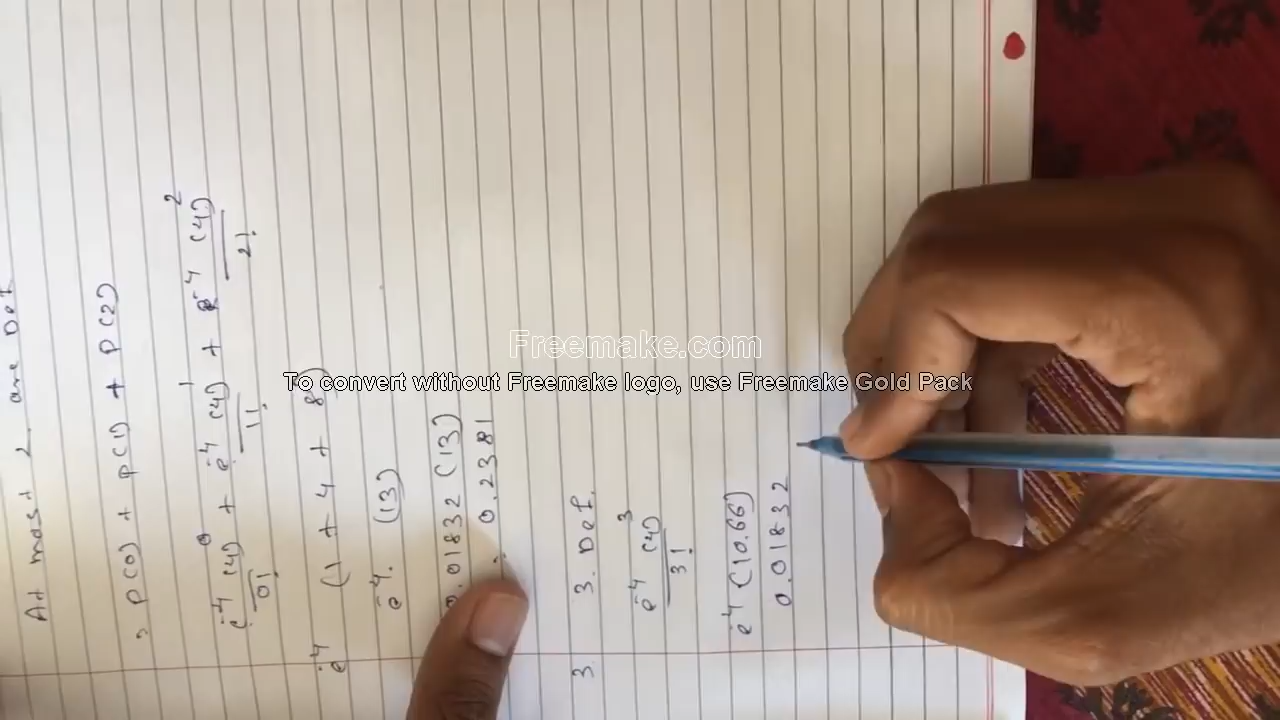 At most 2 are Def
, P(0) + P(1) + P(2)
e^-4 (4)^0 / 0! + e^-4 (4)^1 / 1! + e^-4 (4)^2 / 2!
e^-4 (1 + 4 + 8)
e^-4. (13)
0.01832 (13)
: 0.2381
3. 3. Def.
e^-4 (4)^3 / 3!
e^-4 (10.66)
0.01832
Freemake.com
To convert without Freemake logo, use Freemake Gold Pack